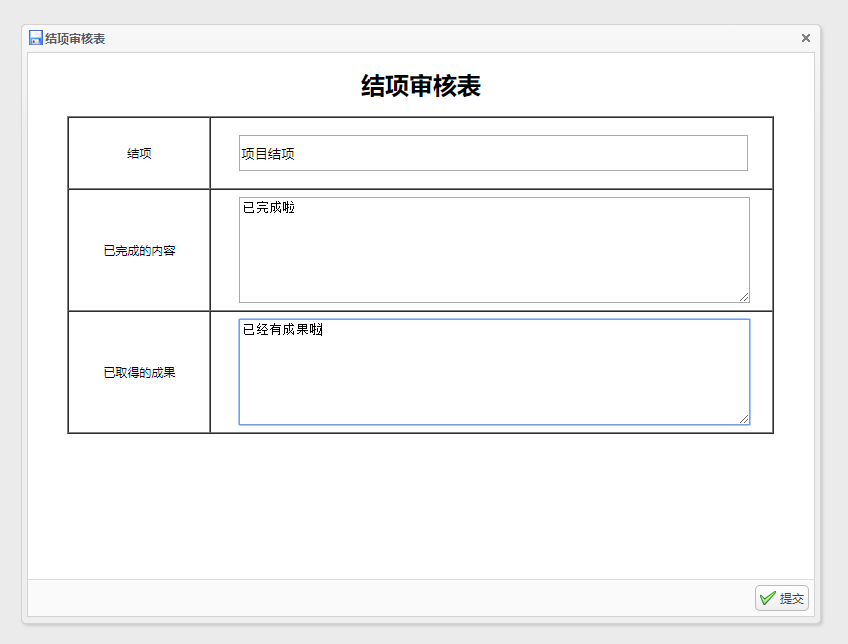 结项审核表
结项审核表
结项
项目结项
已完成的内容
已完成啦
已取得的成果
已经有成果啦
提交